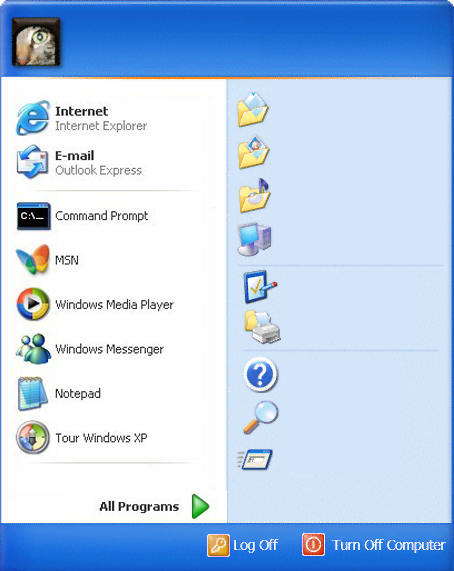 Internet
Internet Explorer
E-mail
Outlook Express
C:\_
Command Prompt
MSN
Windows Media Player
Windows Messenger
Notepad
Tour Windows XP
All Programs
Log Off
Turn Off Computer